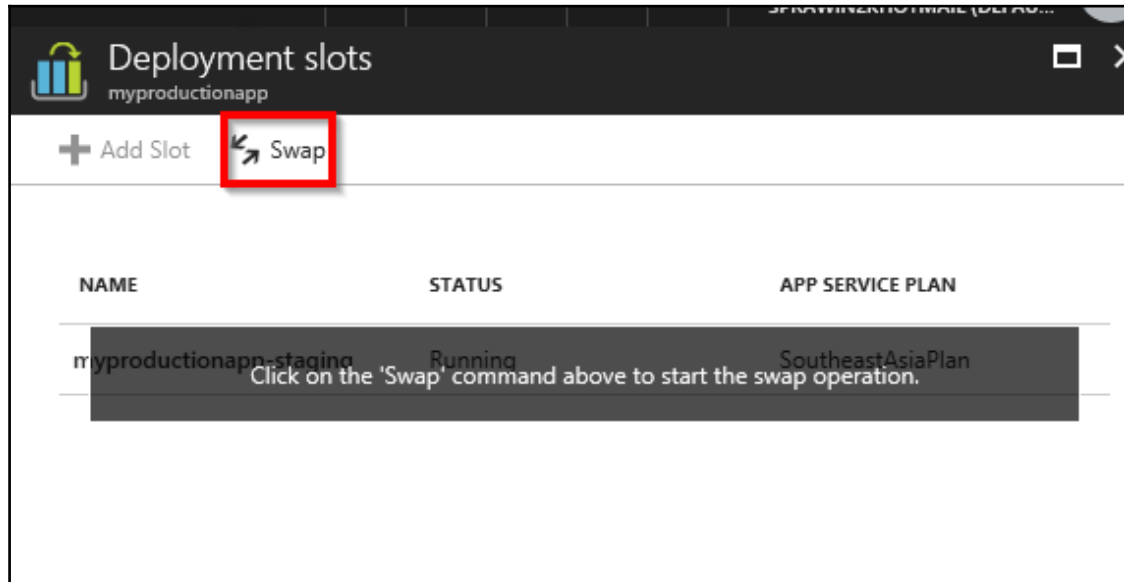 Deployment slots
myproductionapp
Add Slot Swap
NAME STATUS APP SERVICE PLAN
myproductionapp-staging Running SoutheastAsiaPlan
Click on the 'Swap' command above to start the swap operation.